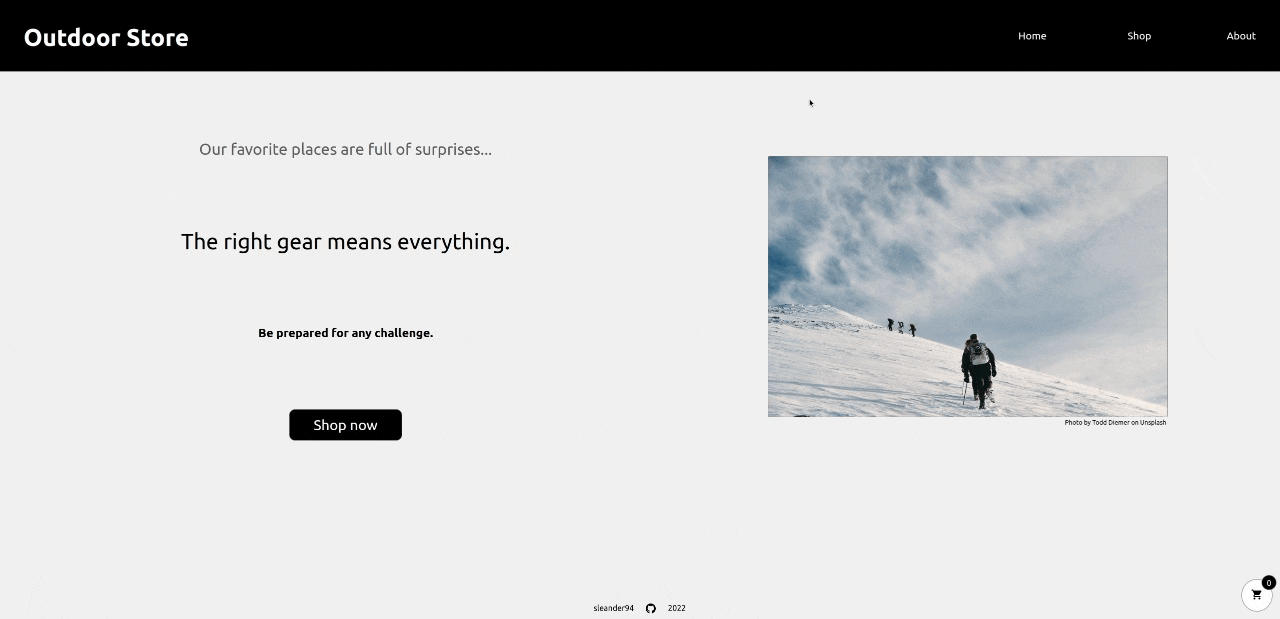 Outdoor Store
Home
Shop
About
Our favorite places are full of surprises...
The right gear means everything.
Be prepared for any challenge.
Shop now
Photo by Todd Diemer on Unsplash
0
sleander94
2022